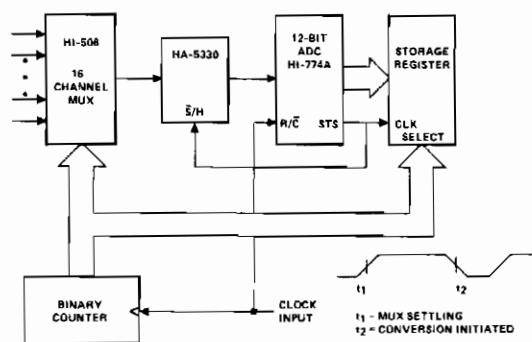 HI-506
16
CHANNEL
MUX
HA-5330
S̅/H
12-BIT
ADC
HI-774A
R/C̅
STS
STORAGE
REGISTER
CLK
SELECT
BINARY
COUNTER
CLOCK
INPUT
t1
t2
t1 - MUX SETTLING
t2 = CONVERSION INITIATED